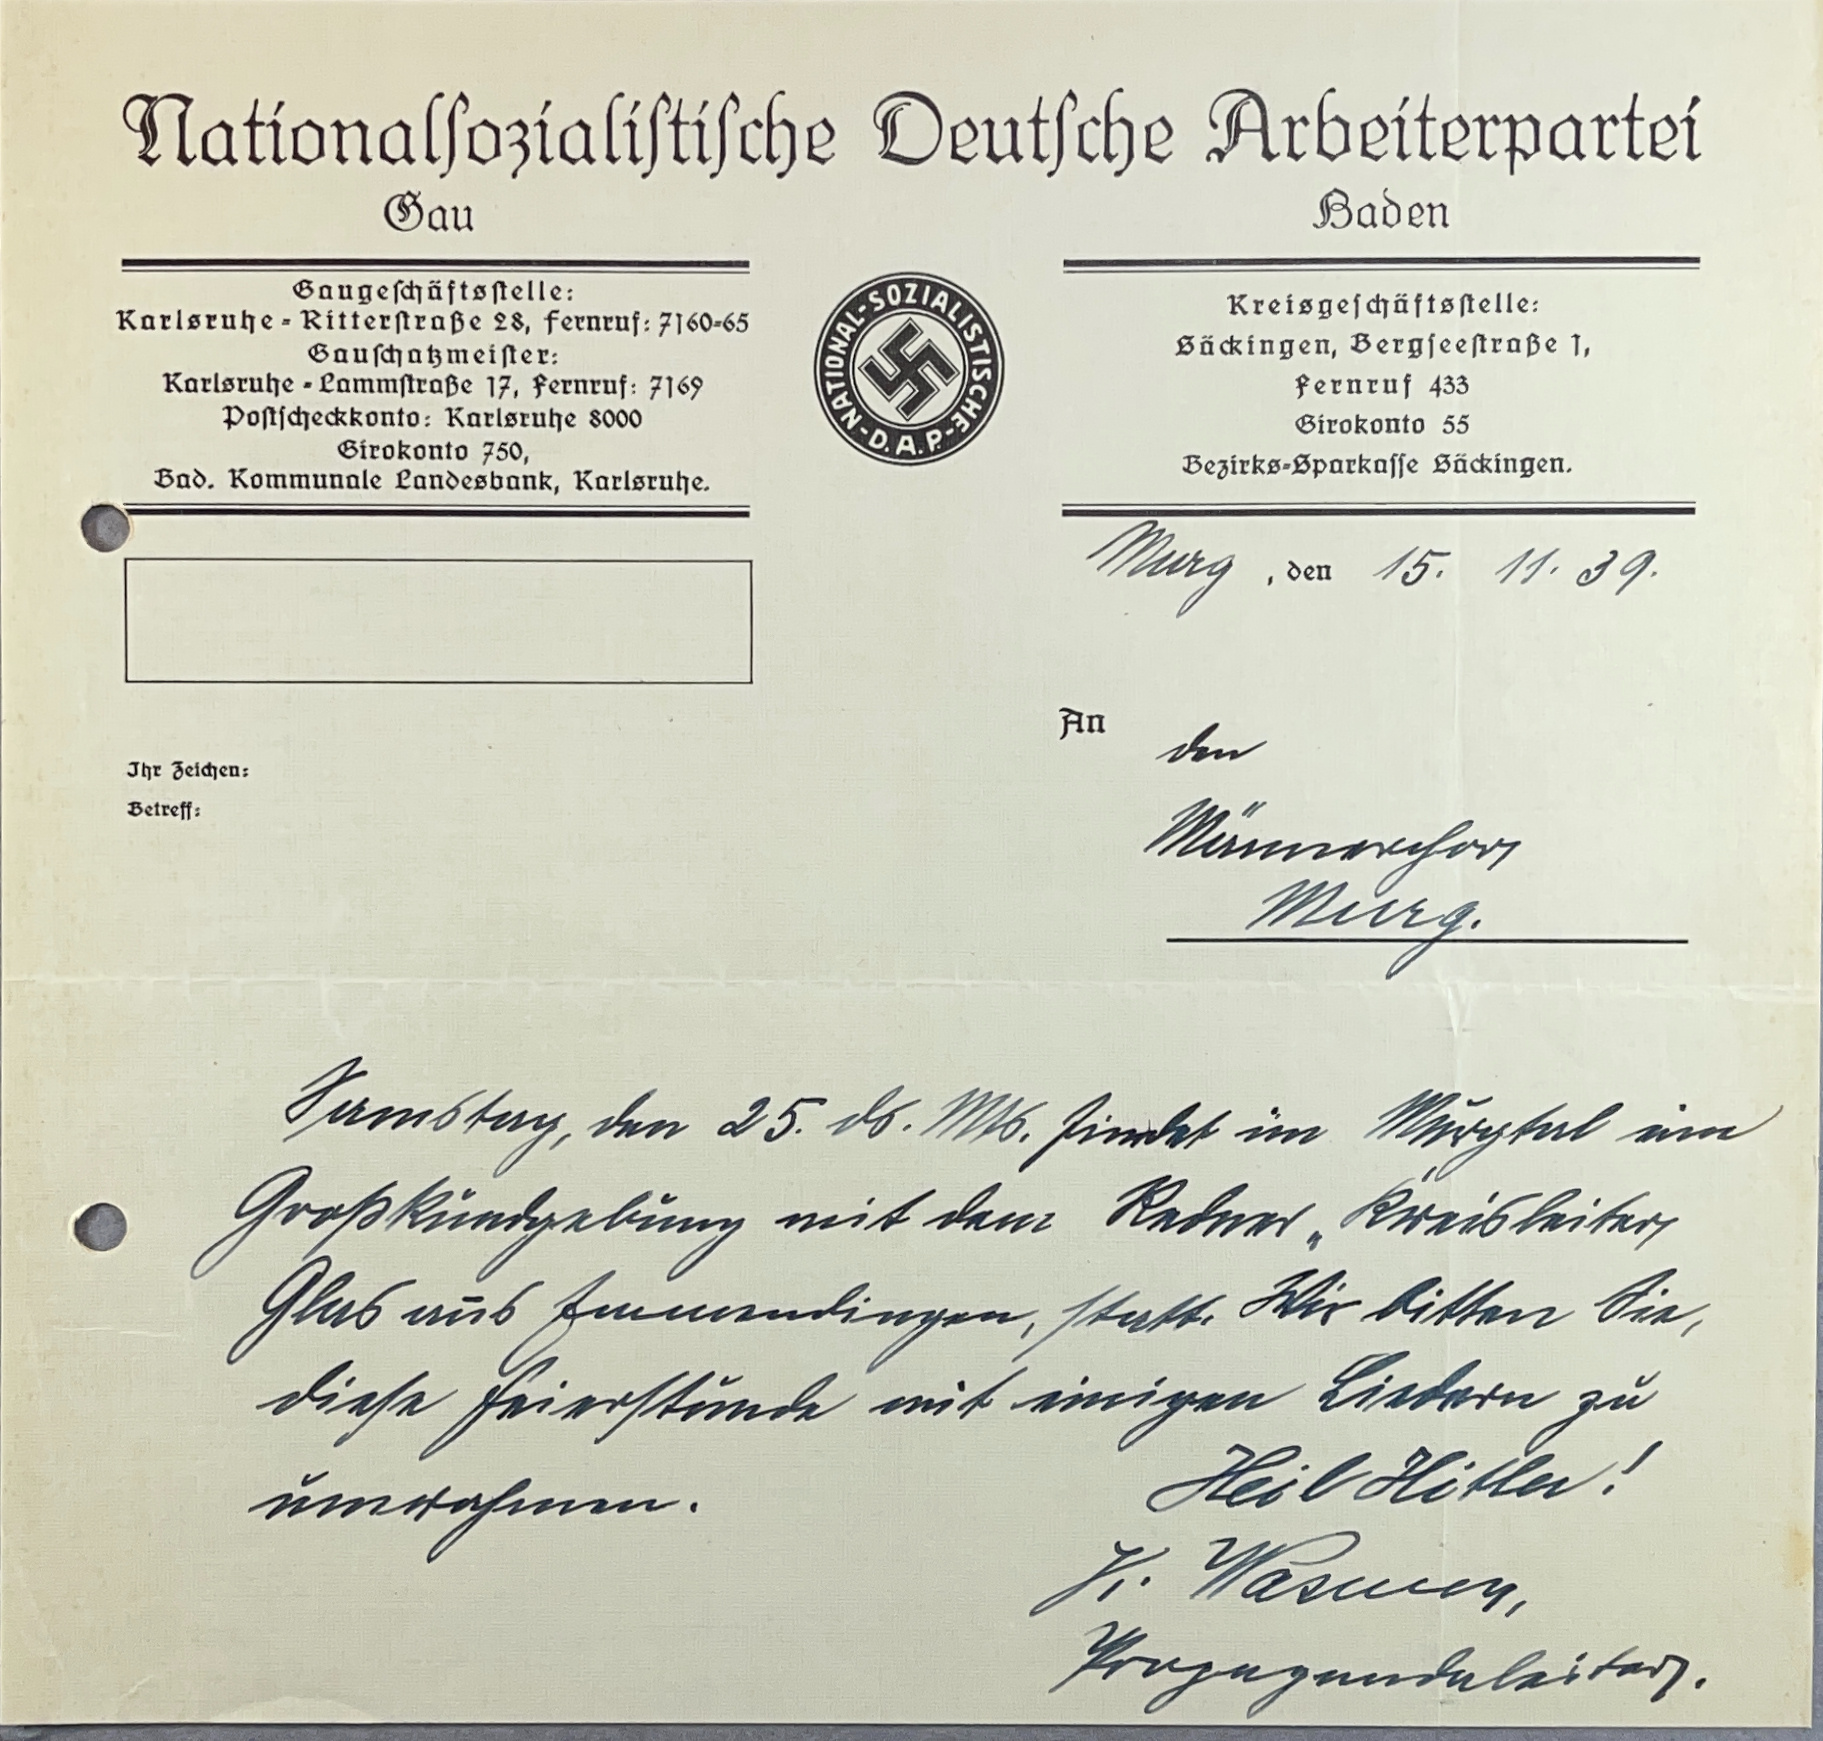 Nationalsozialistische Deutsche Arbeiterpartei
Gau Baden
Gaugeschäftsstelle:
Karlsruhe - Ritterstraße 28, Fernruf: 7160-65
Gauschatzmeister:
Karlsruhe - Lammstraße 17, Fernruf: 7169
Postscheckkonto: Karlsruhe 8000
Girokonto 750,
Bad. Kommunale Landesbank, Karlsruhe.
NATIONAL-SOZIALISTISCHE-D.A.P.-
Kreisgeschäftsstelle:
Säckingen, Bergseestraße 1,
Fernruf 433
Girokonto 55
Bezirks-Sparkasse Säckingen.
Murg, den 15. 11. 39.
An den
Männerchor
Murg.
Ihr Zeichen:
Betreff:
Samstag, den 25. ds. Mts. findet im Murgtal eine
Großkundgebung mit dem Redner „Kreisleiter
Glas aus Emmendingen, statt. Wir bitten Sie,
diese Feierstunde mit einigen Liedern zu
umrahmen.
Heil Hitler!
Propagandaleiter.